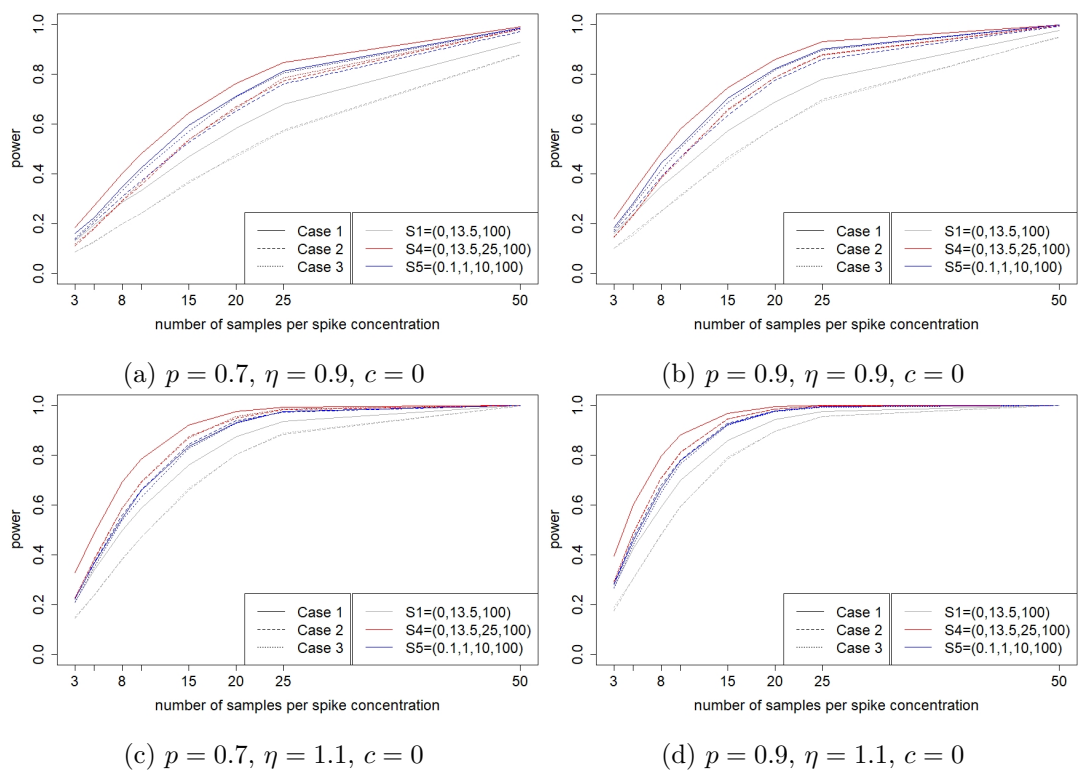 1.0
0.8
0.6
0.4
0.2
0.0
power
3 8 15 20 25 50
number of samples per spike concentration
Case 1 S1=(0,13.5,100)
Case 2 S4=(0,13.5,25,100)
Case 3 S5=(0.1,1,10,100)
(a) p = 0.7, η = 0.9, c = 0
1.0
0.8
0.6
0.4
0.2
0.0
power
3 8 15 20 25 50
number of samples per spike concentration
Case 1 S1=(0,13.5,100)
Case 2 S4=(0,13.5,25,100)
Case 3 S5=(0.1,1,10,100)
(b) p = 0.9, η = 0.9, c = 0
1.0
0.8
0.6
0.4
0.2
0.0
power
3 8 15 20 25 50
number of samples per spike concentration
Case 1 S1=(0,13.5,100)
Case 2 S4=(0,13.5,25,100)
Case 3 S5=(0.1,1,10,100)
(c) p = 0.7, η = 1.1, c = 0
1.0
0.8
0.6
0.4
0.2
0.0
power
3 8 15 20 25 50
number of samples per spike concentration
Case 1 S1=(0,13.5,100)
Case 2 S4=(0,13.5,25,100)
Case 3 S5=(0.1,1,10,100)
(d) p = 0.9, η = 1.1, c = 0